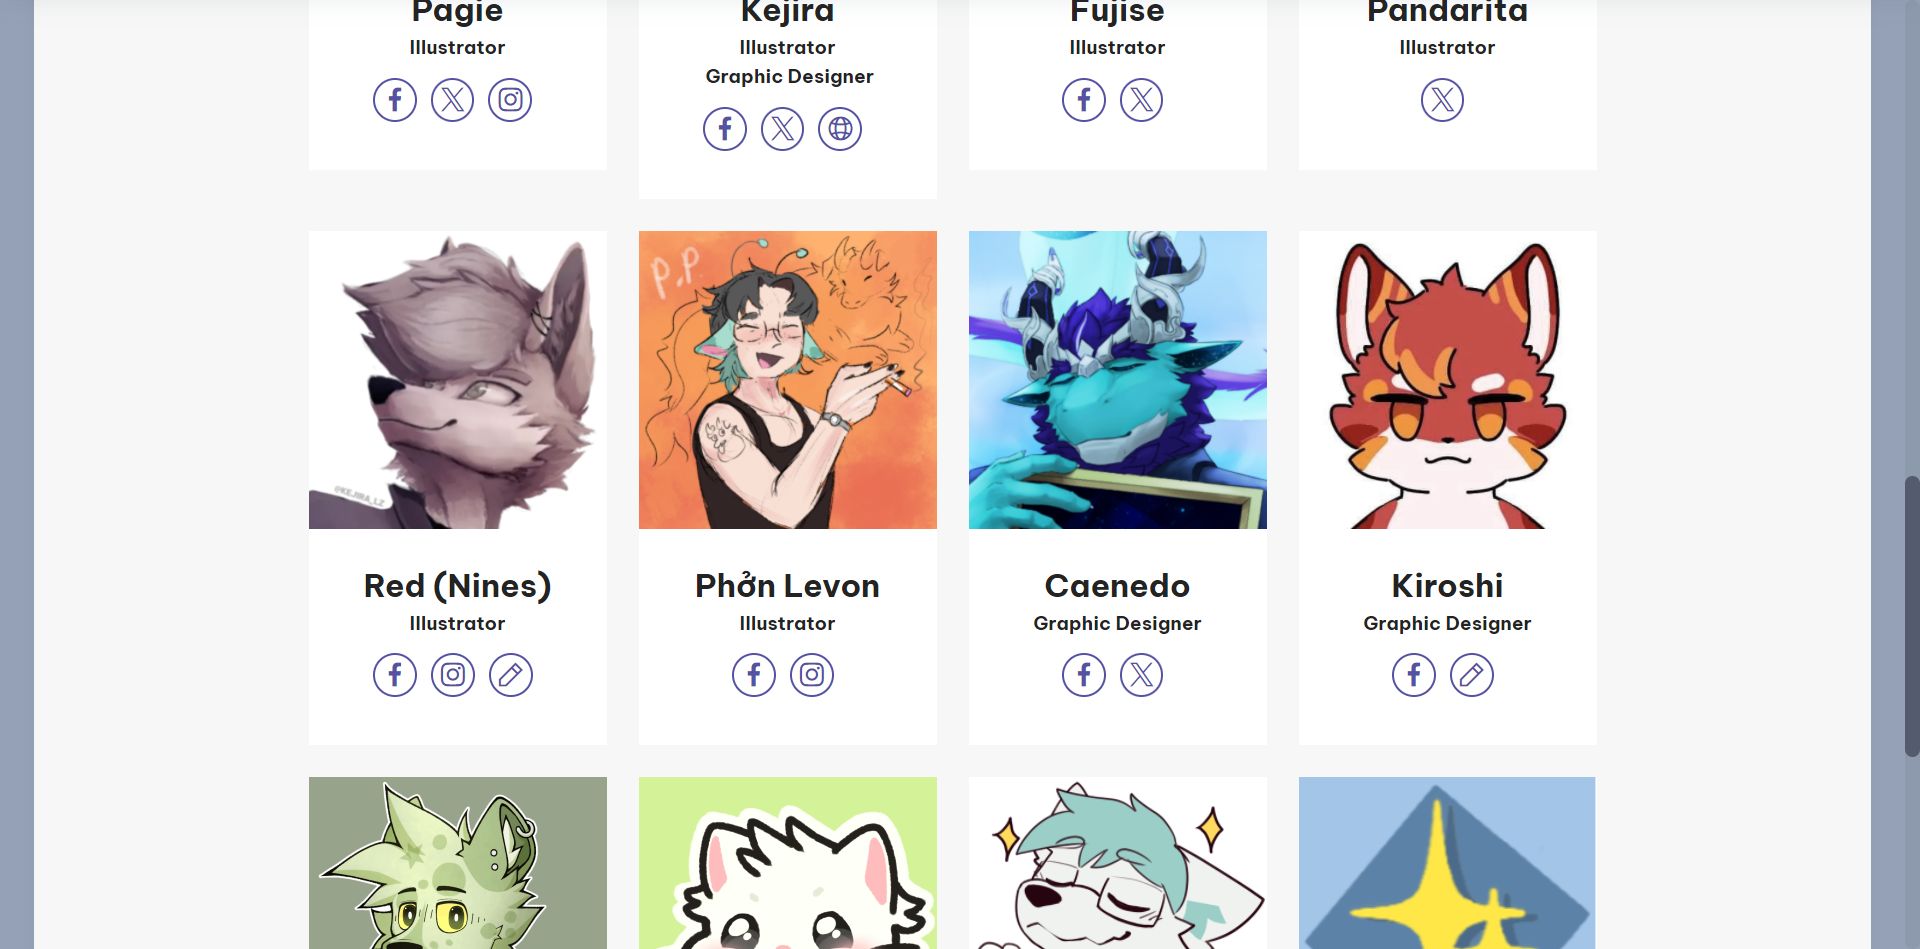 Pagie
Illustrator
Kejira
Illustrator
Graphic Designer
Fujise
Illustrator
Pandarita
Illustrator
@KEJIRA_LZ
Red (Nines)
Illustrator
P.P
Phởn Levon
Illustrator
Caenedo
Graphic Designer
Kiroshi
Graphic Designer